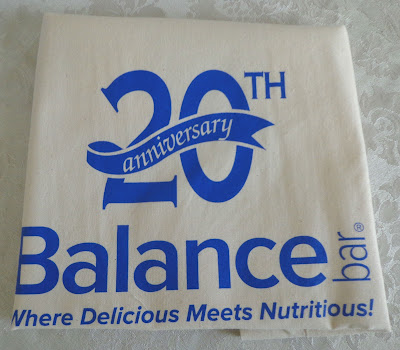 20TH
anniversary
Balance
bar®
Where Delicious Meets Nutritious!